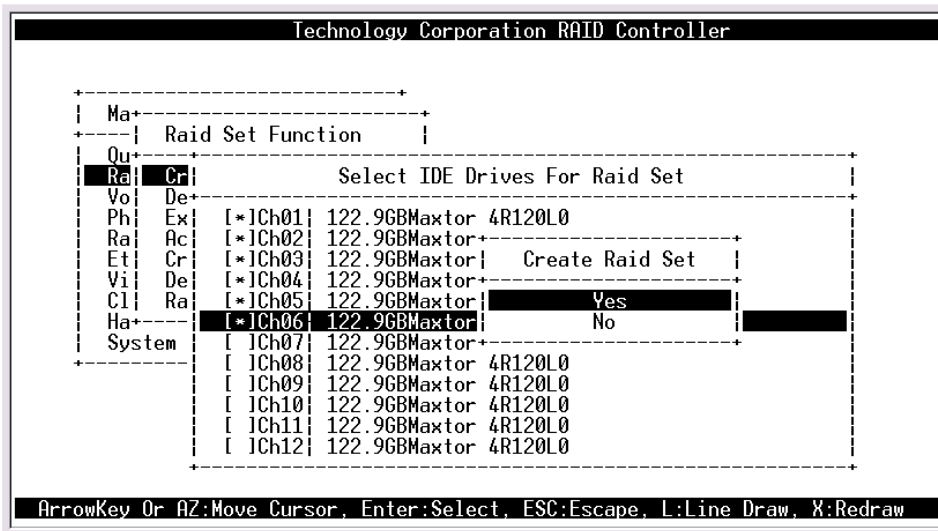 Technology Corporation RAID Controller
Ma
Raid Set Function
Qu
Ra Cr Select IDE Drives For Raid Set
Vo De
Ph Ex [*]Ch01 122.9GBMaxtor 4R120L0
Ra Ac [*]Ch02 122.9GBMaxtor
Et Cr [*]Ch03 122.9GBMaxtor Create Raid Set
Vi De [*]Ch04 122.9GBMaxtor
Cl Ra [*]Ch05 122.9GBMaxtor Yes
Ha [*]Ch06 122.9GBMaxtor No
System [ ]Ch07 122.9GBMaxtor
[ ]Ch08 122.9GBMaxtor 4R120L0
[ ]Ch09 122.9GBMaxtor 4R120L0
[ ]Ch10 122.9GBMaxtor 4R120L0
[ ]Ch11 122.9GBMaxtor 4R120L0
[ ]Ch12 122.9GBMaxtor 4R120L0
ArrowKey Or AZ:Move Cursor, Enter:Select, ESC:Escape, L:Line Draw, X:Redraw